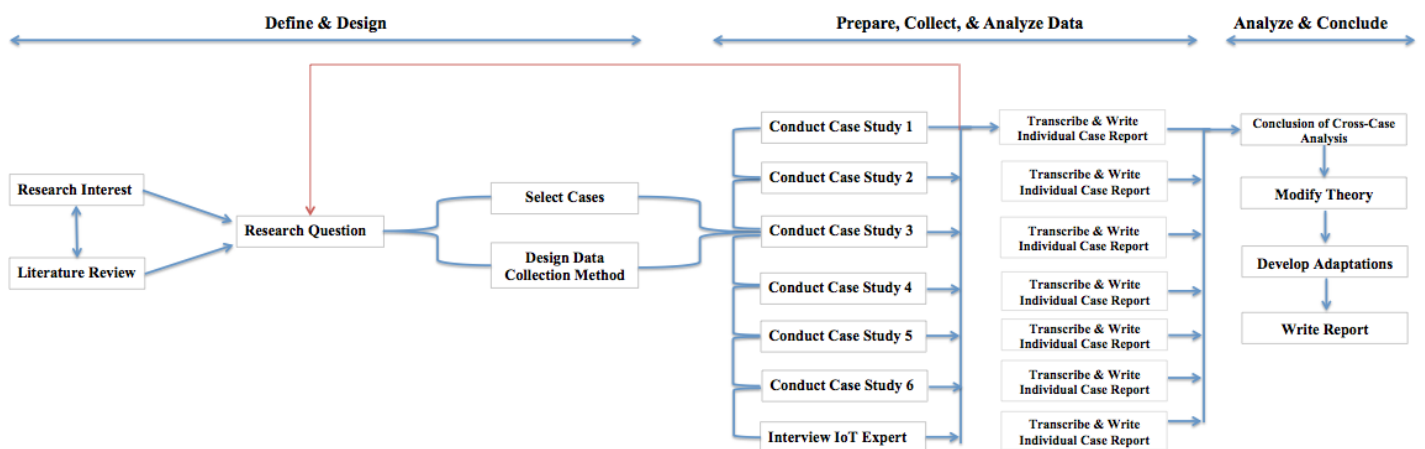 Define & Design
Prepare, Collect, & Analyze Data
Analyze & Conclude
Research Interest
Literature Review
Research Question
Select Cases
Design Data
Collection Method
Conduct Case Study 1
Conduct Case Study 2
Conduct Case Study 3
Conduct Case Study 4
Conduct Case Study 5
Conduct Case Study 6
Interview IoT Expert
Transcribe & Write
Individual Case Report
Transcribe & Write
Individual Case Report
Transcribe & Write
Individual Case Report
Transcribe & Write
Individual Case Report
Transcribe & Write
Individual Case Report
Transcribe & Write
Individual Case Report
Transcribe & Write
Individual Case Report
Conclusion of Cross-Case
Analysis
Modify Theory
Develop Adaptations
Write Report